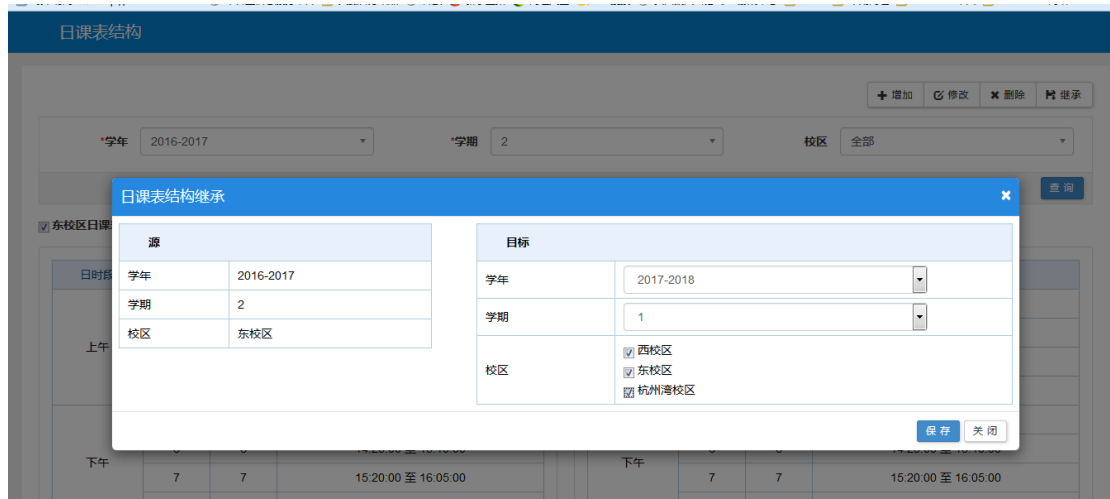 日课表结构
增加 修改 删除 继承
*学年 2016-2017 *学期 2 校区 全部
查 询
日课表结构继承
东校区日课
源 目标
日时段
学年 2016-2017 学年 2017-2018
学期 2 学期 1
校区 东校区
上午
校区
西校区
东校区
杭州湾校区
保 存 关 闭
下午 下午
7 7 15:20:00 至 16:05:00 7 7 15:20:00 至 16:05:00